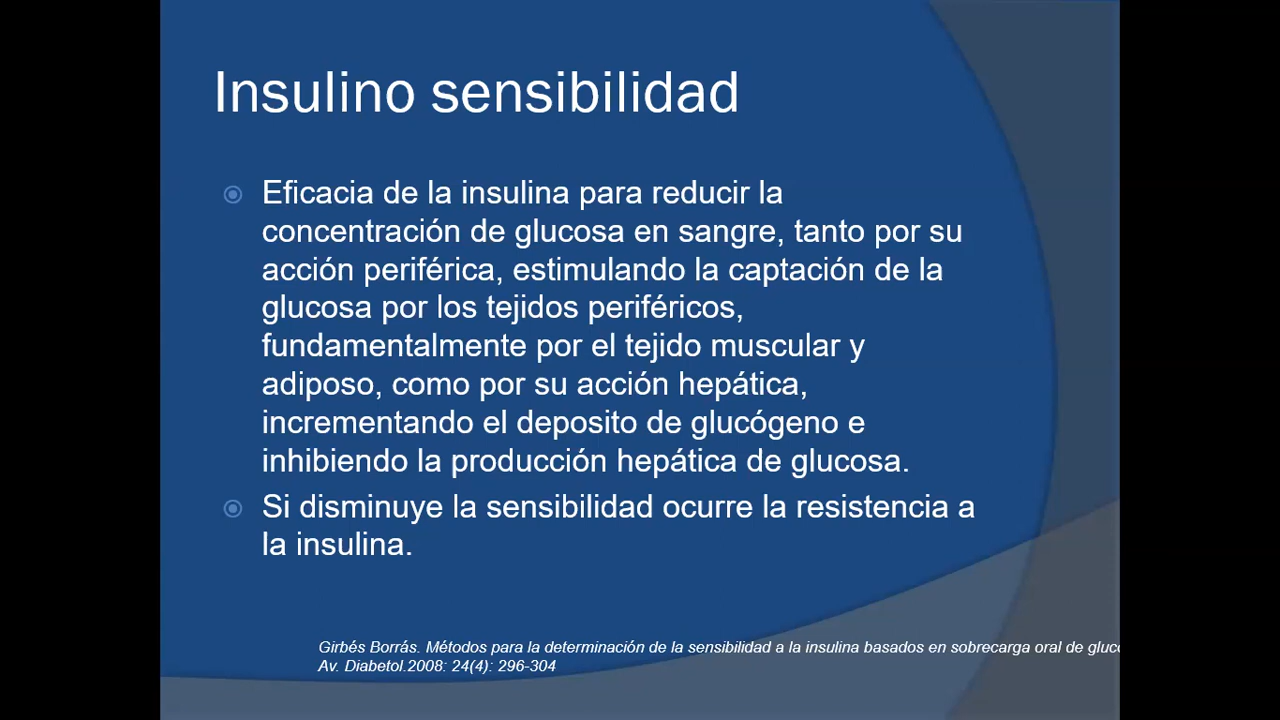 Insulino sensibilidad
Eficacia de la insulina para reducir la
concentración de glucosa en sangre, tanto por su
acción periférica, estimulando la captación de la
glucosa por los tejidos periféricos,
fundamentalmente por el tejido muscular y
adiposo, como por su acción hepática,
incrementando el deposito de glucógeno e
inhibiendo la producción hepática de glucosa.
Si disminuye la sensibilidad ocurre la resistencia a
la insulina.
Girbés Borrás. Métodos para la determinación de la sensibilidad a la insulina basados en sobrecarga oral de
Av. Diabetol.2008: 24(4): 296-304